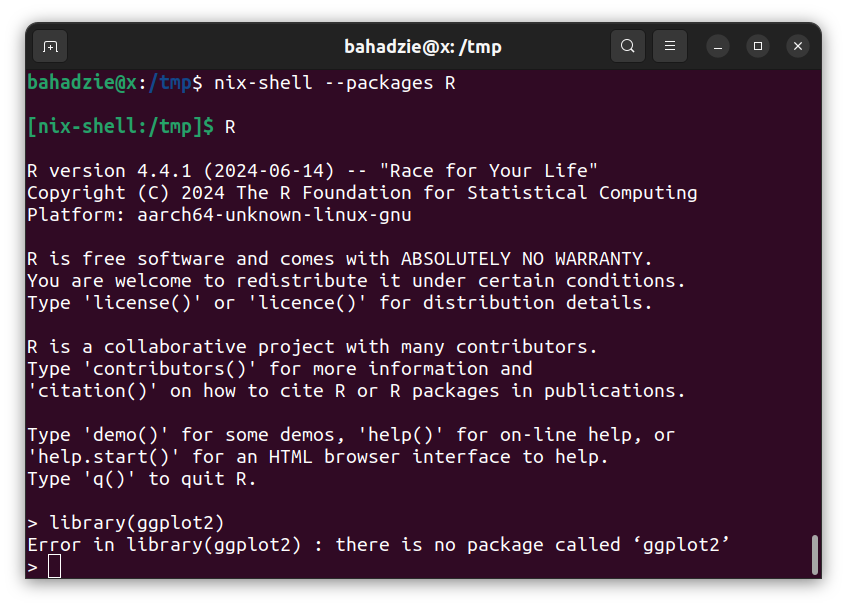 bahadzie@x: /tmp
bahadzie@x:/tmp$ nix-shell --packages R
[nix-shell:/tmp]$ R
R version 4.4.1 (2024-06-14) -- "Race for Your Life"
Copyright (C) 2024 The R Foundation for Statistical Computing
Platform: aarch64-unknown-linux-gnu
R is free software and comes with ABSOLUTELY NO WARRANTY.
You are welcome to redistribute it under certain conditions.
Type 'license()' or 'licence()' for distribution details.
R is a collaborative project with many contributors.
Type 'contributors()' for more information and
'citation()' on how to cite R or R packages in publications.
Type 'demo()' for some demos, 'help()' for on-line help, or
'help.start()' for an HTML browser interface to help.
Type 'q()' to quit R.
> library(ggplot2)
Error in library(ggplot2) : there is no package called ‘ggplot2’
>